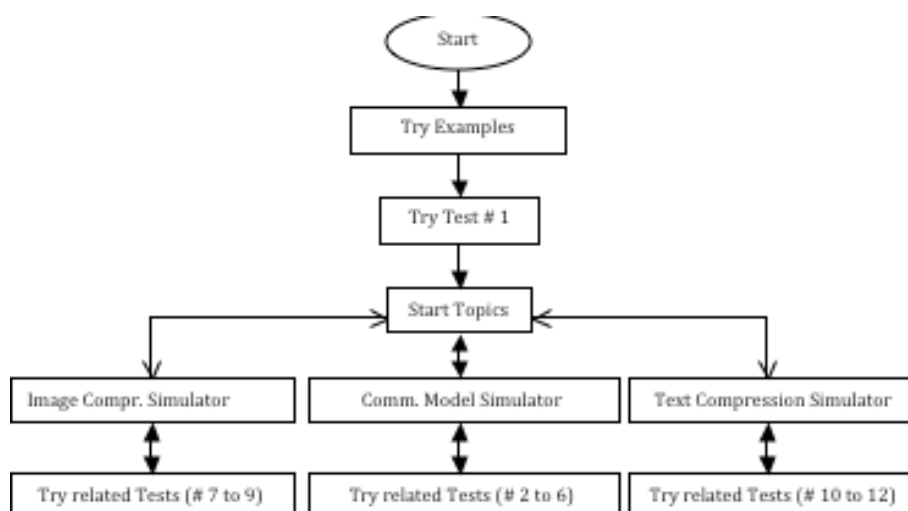 Start
Try Examples
Try Test # 1
Start Topics
Image Compr. Simulator
Comm. Model Simulator
Text Compression Simulator
Try related Tests (# 7 to 9)
Try related Tests (# 2 to 6)
Try related Tests (# 10 to 12)